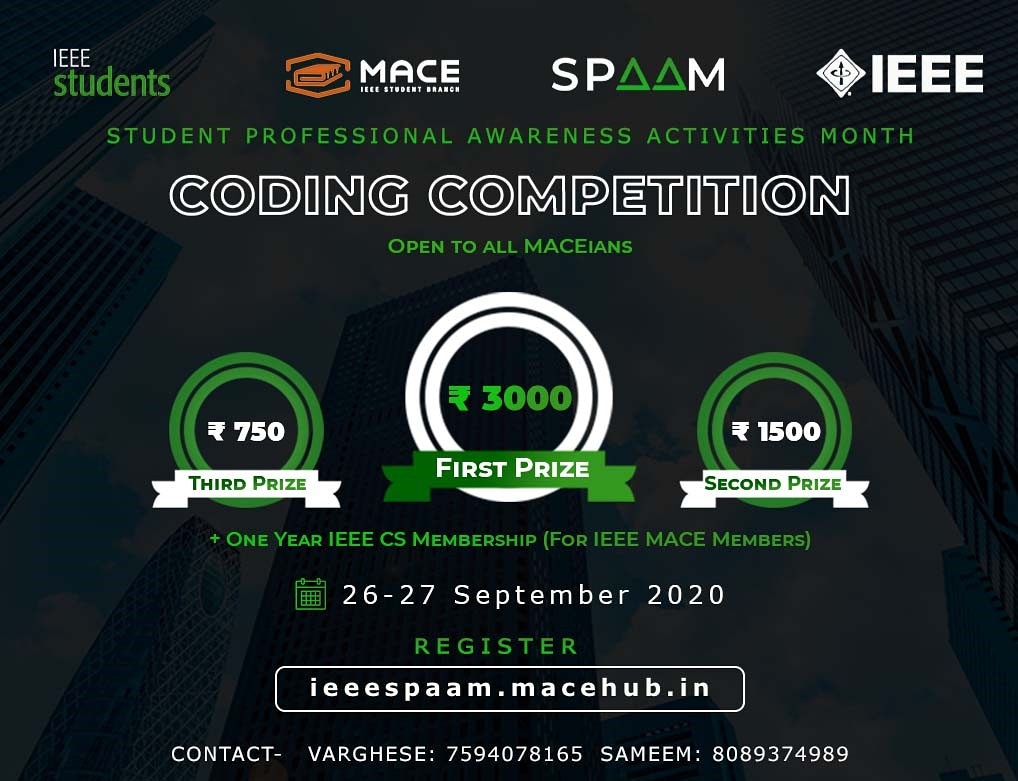 IEEE
students
MACE
IEEE STUDENT BRANCH
SPAAM
IEEE
STUDENT PROFESSIONAL AWARENESS ACTIVITIES MONTH
CODING COMPETITION
OPEN TO ALL MACEIANS
₹ 3000
FIRST PRIZE
₹ 750
THIRD PRIZE
₹ 1500
SECOND PRIZE
+ ONE YEAR IEEE CS MEMBERSHIP (FOR IEEE MACE MEMBERS)
26-27 September 2020
REGISTER
ieeespaam.macehub.in
CONTACT- VARGHESE: 7594078165 SAMEEM: 8089374989